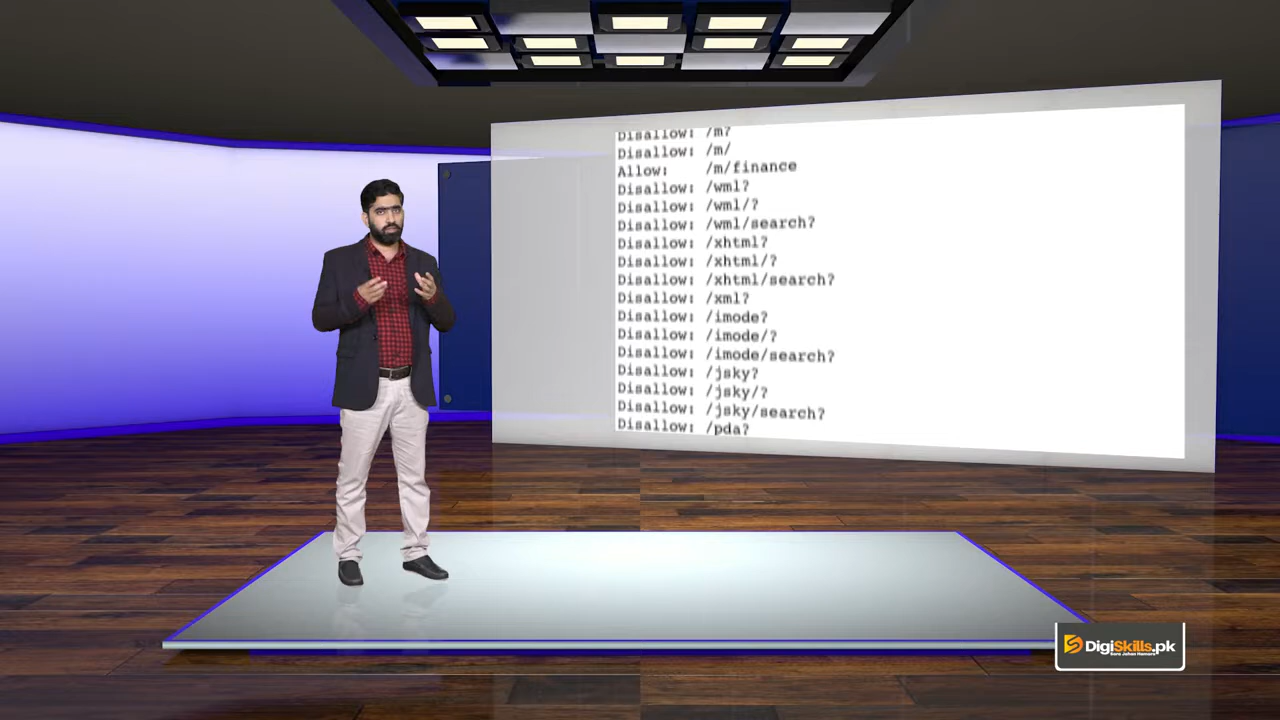 Disallow: /m?
Disallow: /m/
Allow: /m/finance
Disallow: /wml?
Disallow: /wml/?
Disallow: /wml/search?
Disallow: /xhtml?
Disallow: /xhtml/?
Disallow: /xhtml/search?
Disallow: /xml?
Disallow: /imode?
Disallow: /imode/?
Disallow: /imode/search?
Disallow: /jsky?
Disallow: /jsky/?
Disallow: /jsky/search?
Disallow: /pda?
DigiSkills.pk